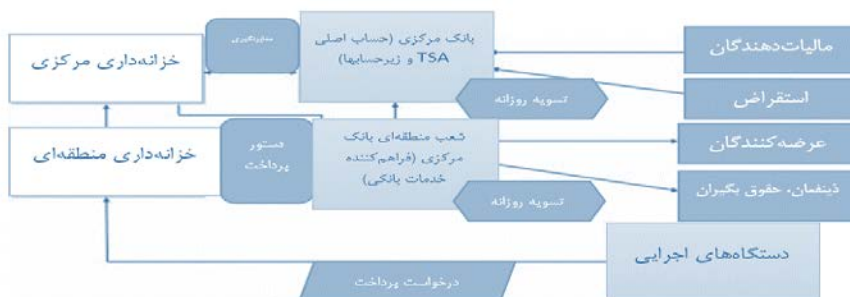 مالیات‌دهندگان
استقراض
عرضه‌کنندگان
ذینفعان، حقوق بگیران
دستگاه‌های اجرایی
بانک مرکزی (حساب اصلی
TSA و زیرحسابها)
تسویه روزانه
شعب منطقه‌ای بانک
مرکزی (فراهم‌کننده
خدمات بانکی)
تسویه روزانه
دستور
پرداخت
خزانه‌داری مرکزی
خزانه‌داری منطقه‌ای
درخواست پرداخت